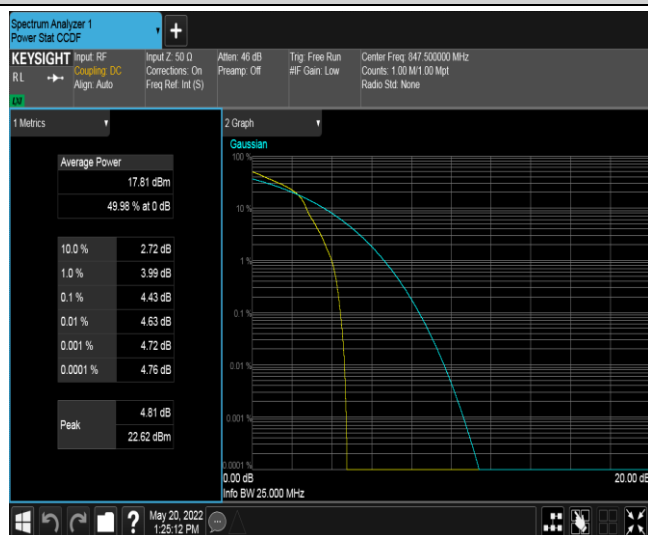 Spectrum Analyzer 1
Power Stat CCDF
+
KEYSIGHT
RL
LXI
Input: RF
Coupling: DC
Align: Auto
Input Z: 50 Ω
Corrections: On
Freq Ref: Int (S)
Atten: 46 dB
Preamp: Off
Trig: Free Run
#IF Gain: Low
Center Freq: 847.500000 MHz
Counts: 1.00 M/1.00 Mpt
Radio Std: None
1 Metrics
Average Power
17.81 dBm
49.98 % at 0 dB
10.0 % 2.72 dB
1.0 % 3.99 dB
0.1 % 4.43 dB
0.01 % 4.63 dB
0.001 % 4.72 dB
0.0001 % 4.76 dB
Peak
4.81 dB
22.62 dBm
2 Graph
Gaussian
100 %
10 %
1 %
0.1 %
0.01 %
0.001 %
0.0001 %
0.00 dB
20.00 dB
Info BW 25.000 MHz
?
May 20, 2022
1:25:12 PM